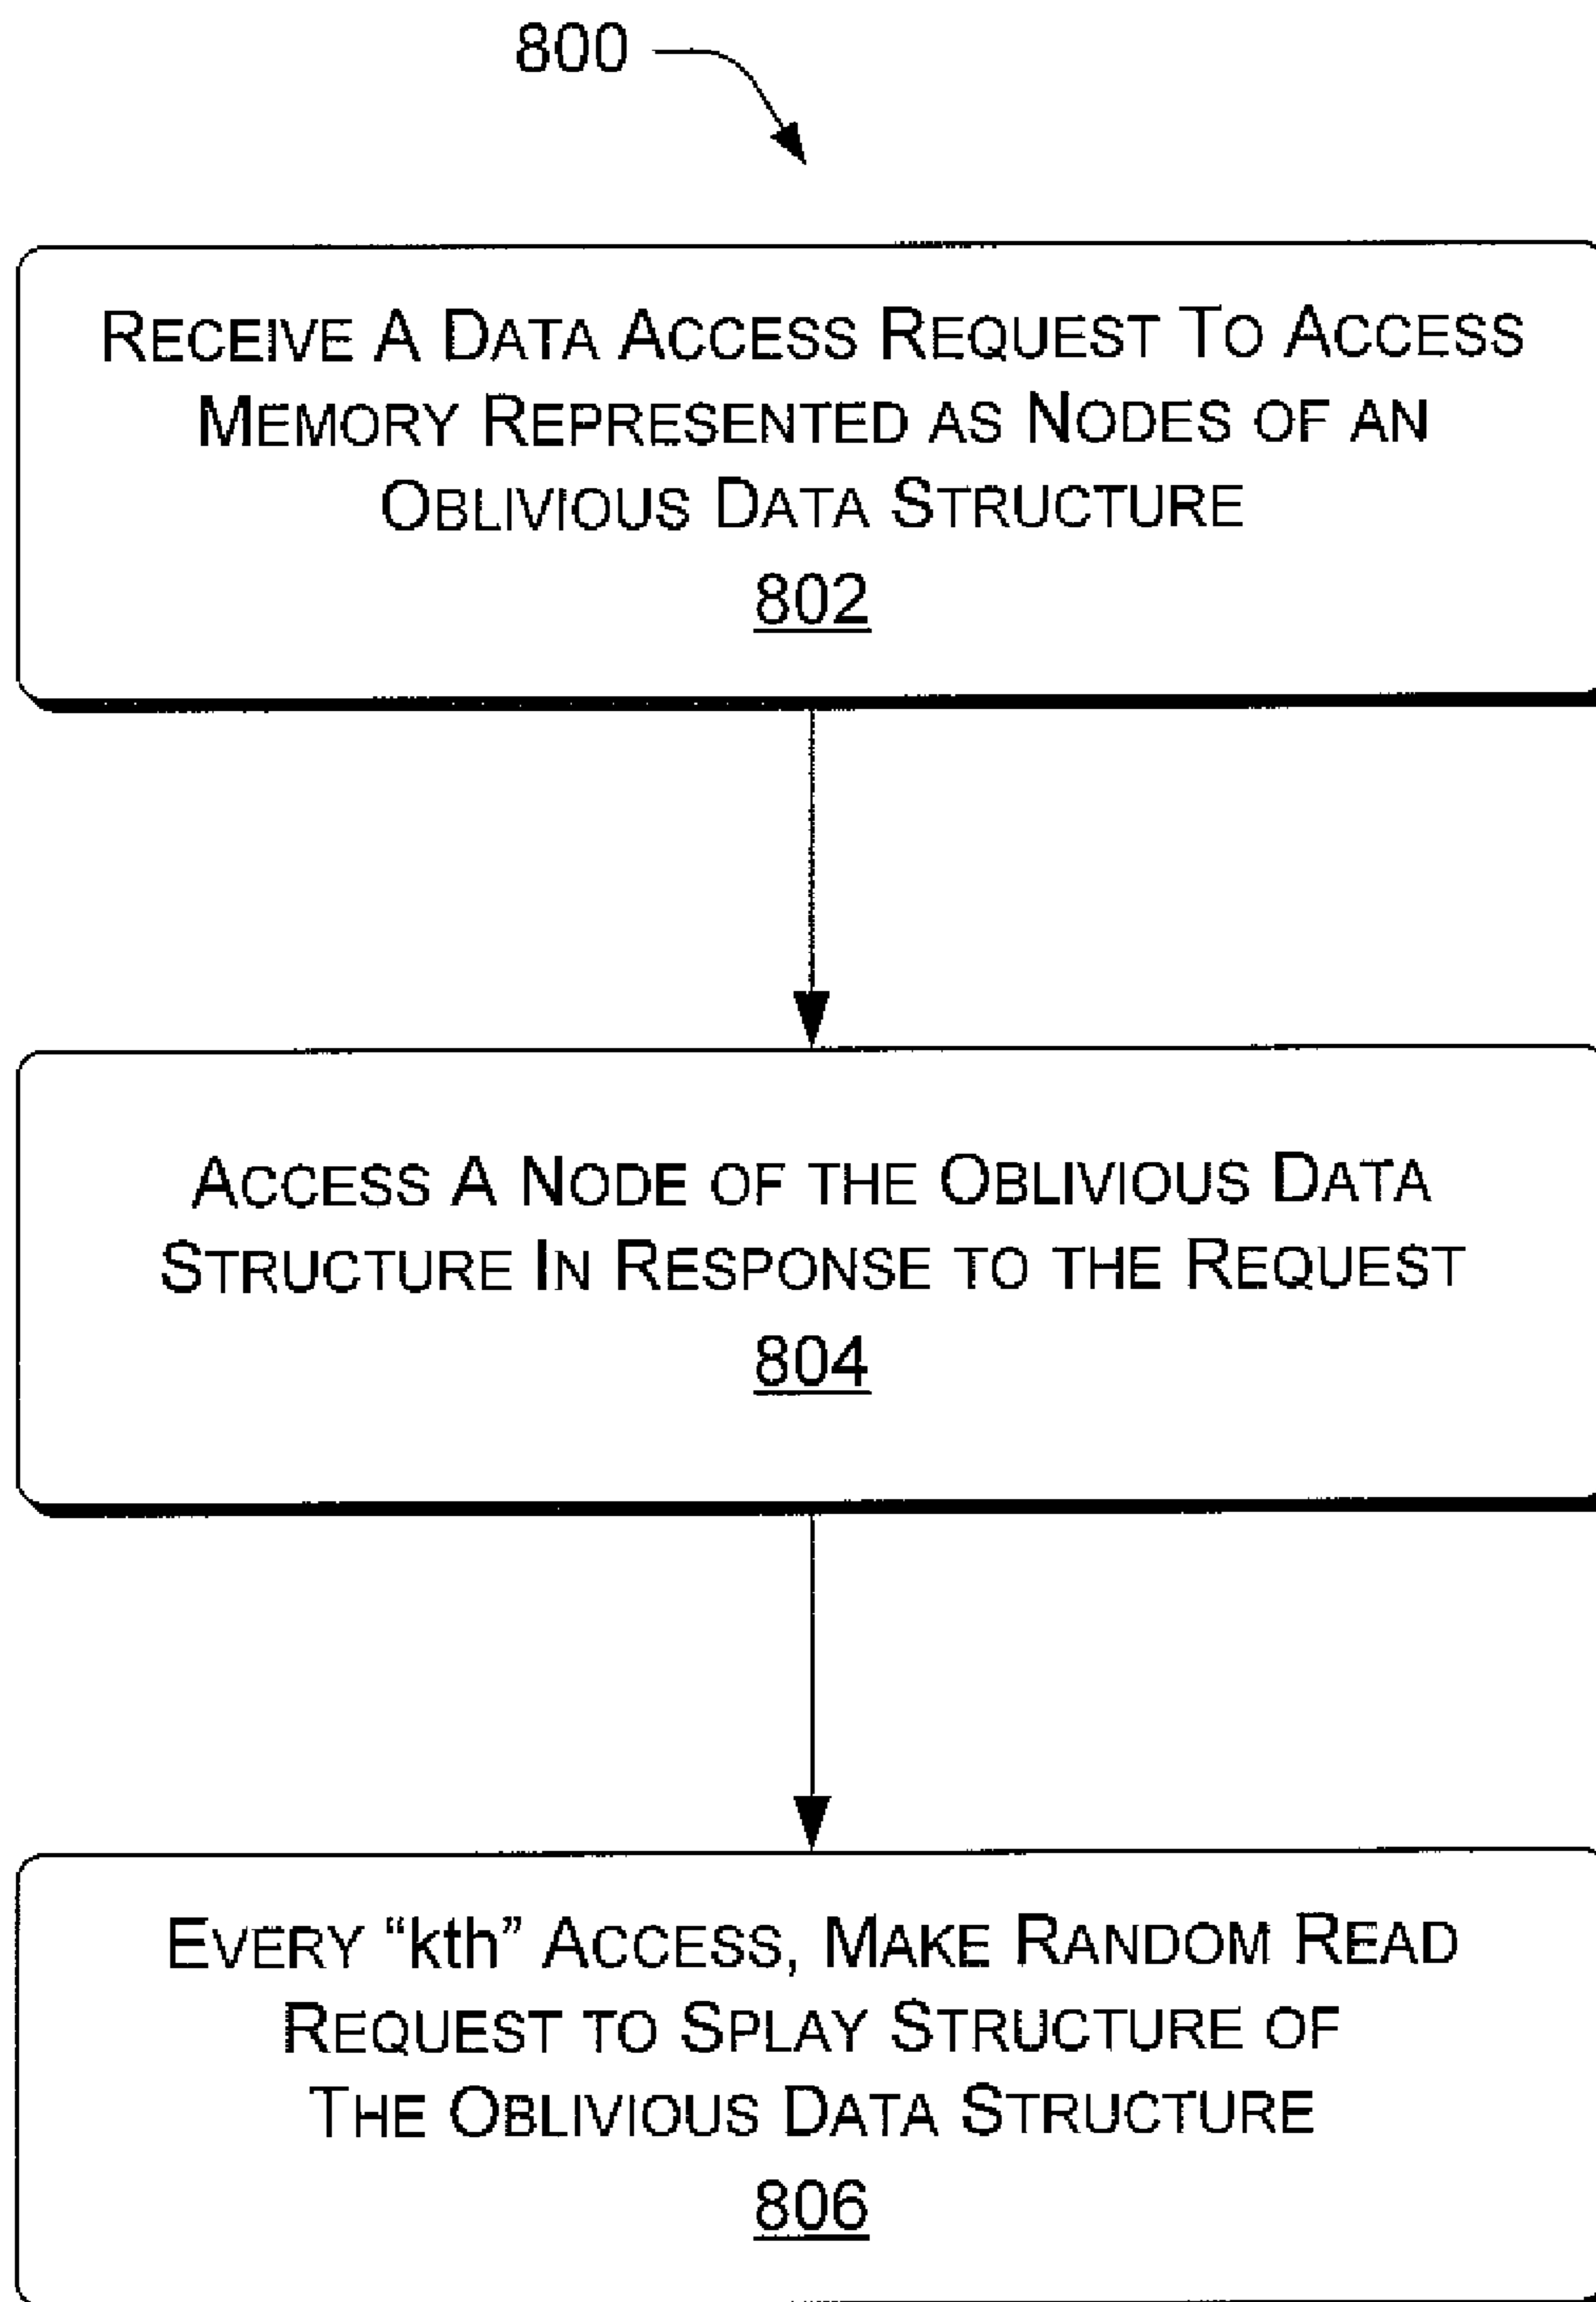 800
RECEIVE A DATA ACCESS REQUEST TO ACCESS
MEMORY REPRESENTED AS NODES OF AN
OBLIVIOUS DATA STRUCTURE
802
ACCESS A NODE OF THE OBLIVIOUS DATA
STRUCTURE IN RESPONSE TO THE REQUEST
804
EVERY “kth” ACCESS, MAKE RANDOM READ
REQUEST TO SPLAY STRUCTURE OF
THE OBLIVIOUS DATA STRUCTURE
806